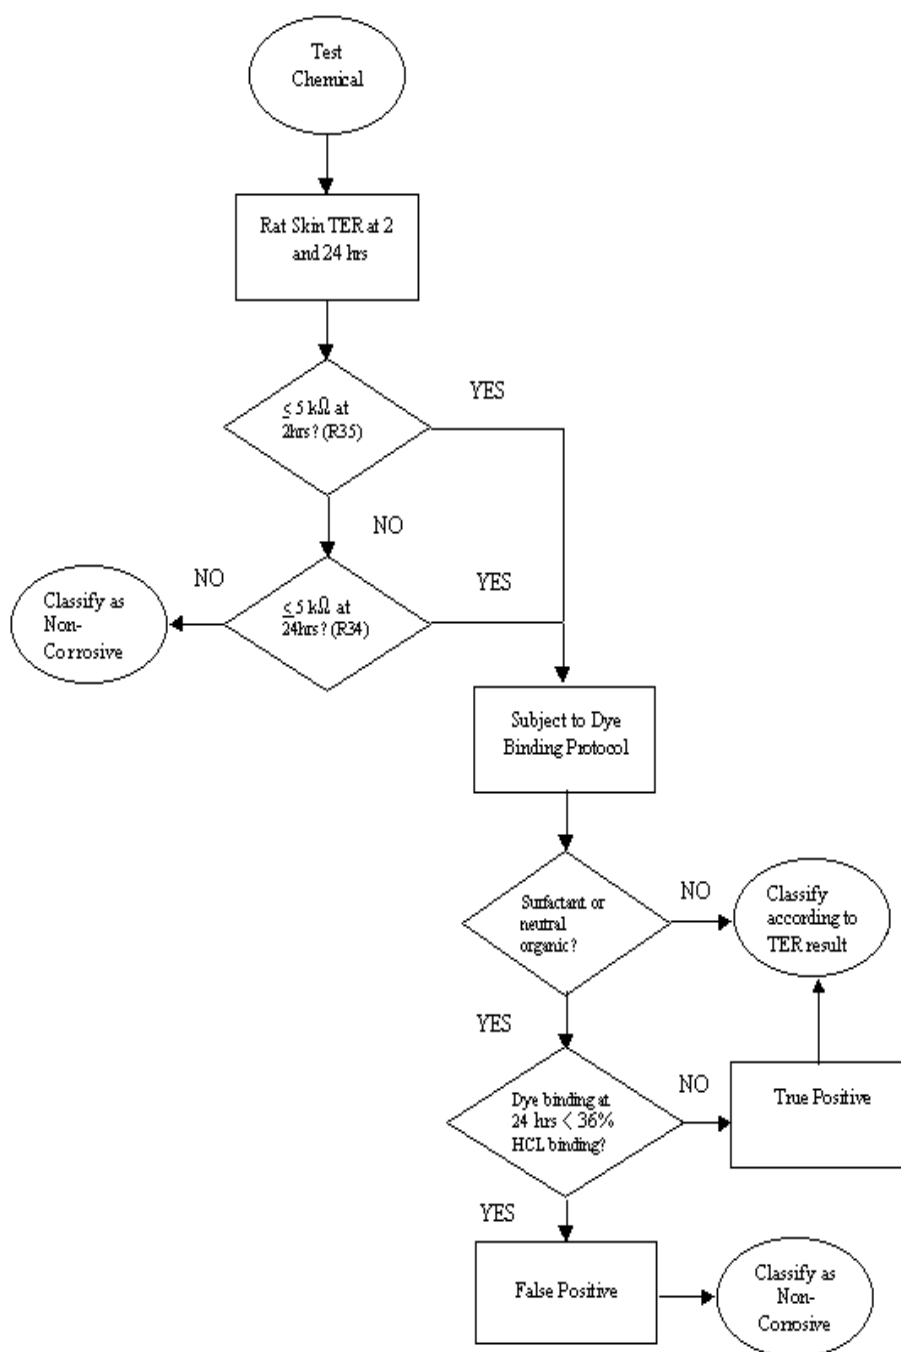 Test
Chemical
Rat Skin TER at 2
and 24 hrs
≤ 5 kΩ at
2hrs? (R35)
YES
NO
≤ 5 kΩ at
24hrs? (R34)
NO
YES
Classify as
Non-
Corrosive
Subject to Dye
Binding Protocol
Surfactant or
neutral
organic?
NO
Classify
according to
TER result
YES
Dye binding at
24 hrs < 36%
HCL binding?
NO
True Positive
YES
False Positive
Classify as
Non-
Corrosive